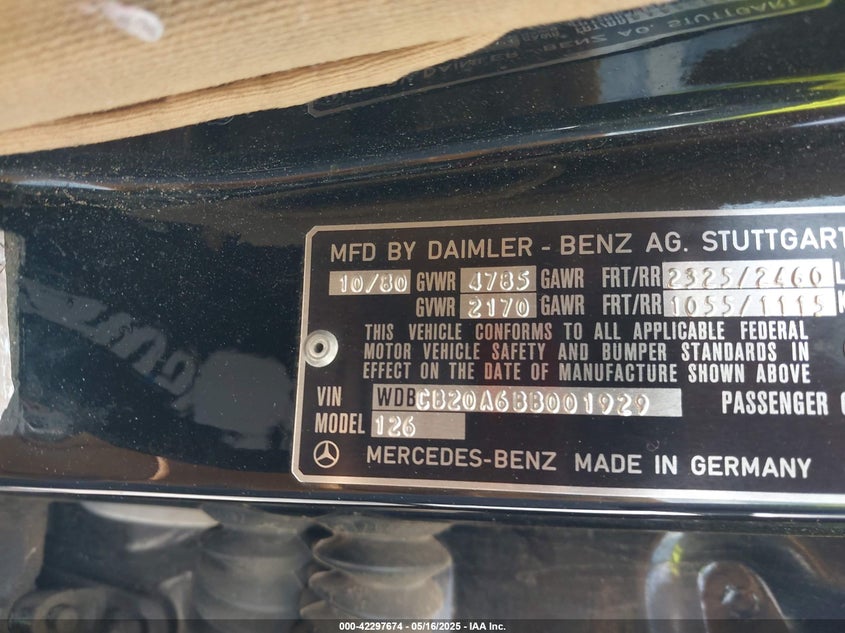 MFD BY DAIMLER - BENZ AG. STUTTGART
10/80 GVWR 4785 GAWR FRT/RR 2325/2460
GVWR 2170 GAWR FRT/RR 1055/1115
THIS VEHICLE CONFORMS TO ALL APPLICABLE FEDERAL
MOTOR VEHICLE SAFETY AND BUMPER STANDARDS IN
EFFECT ON THE DATE OF MANUFACTURE SHOWN ABOVE
VIN WDBCB20A6BB001929 PASSENGER
MODEL 126
MERCEDES-BENZ MADE IN GERMANY
000-42297674 - 05/16/2025 - IAA Inc.